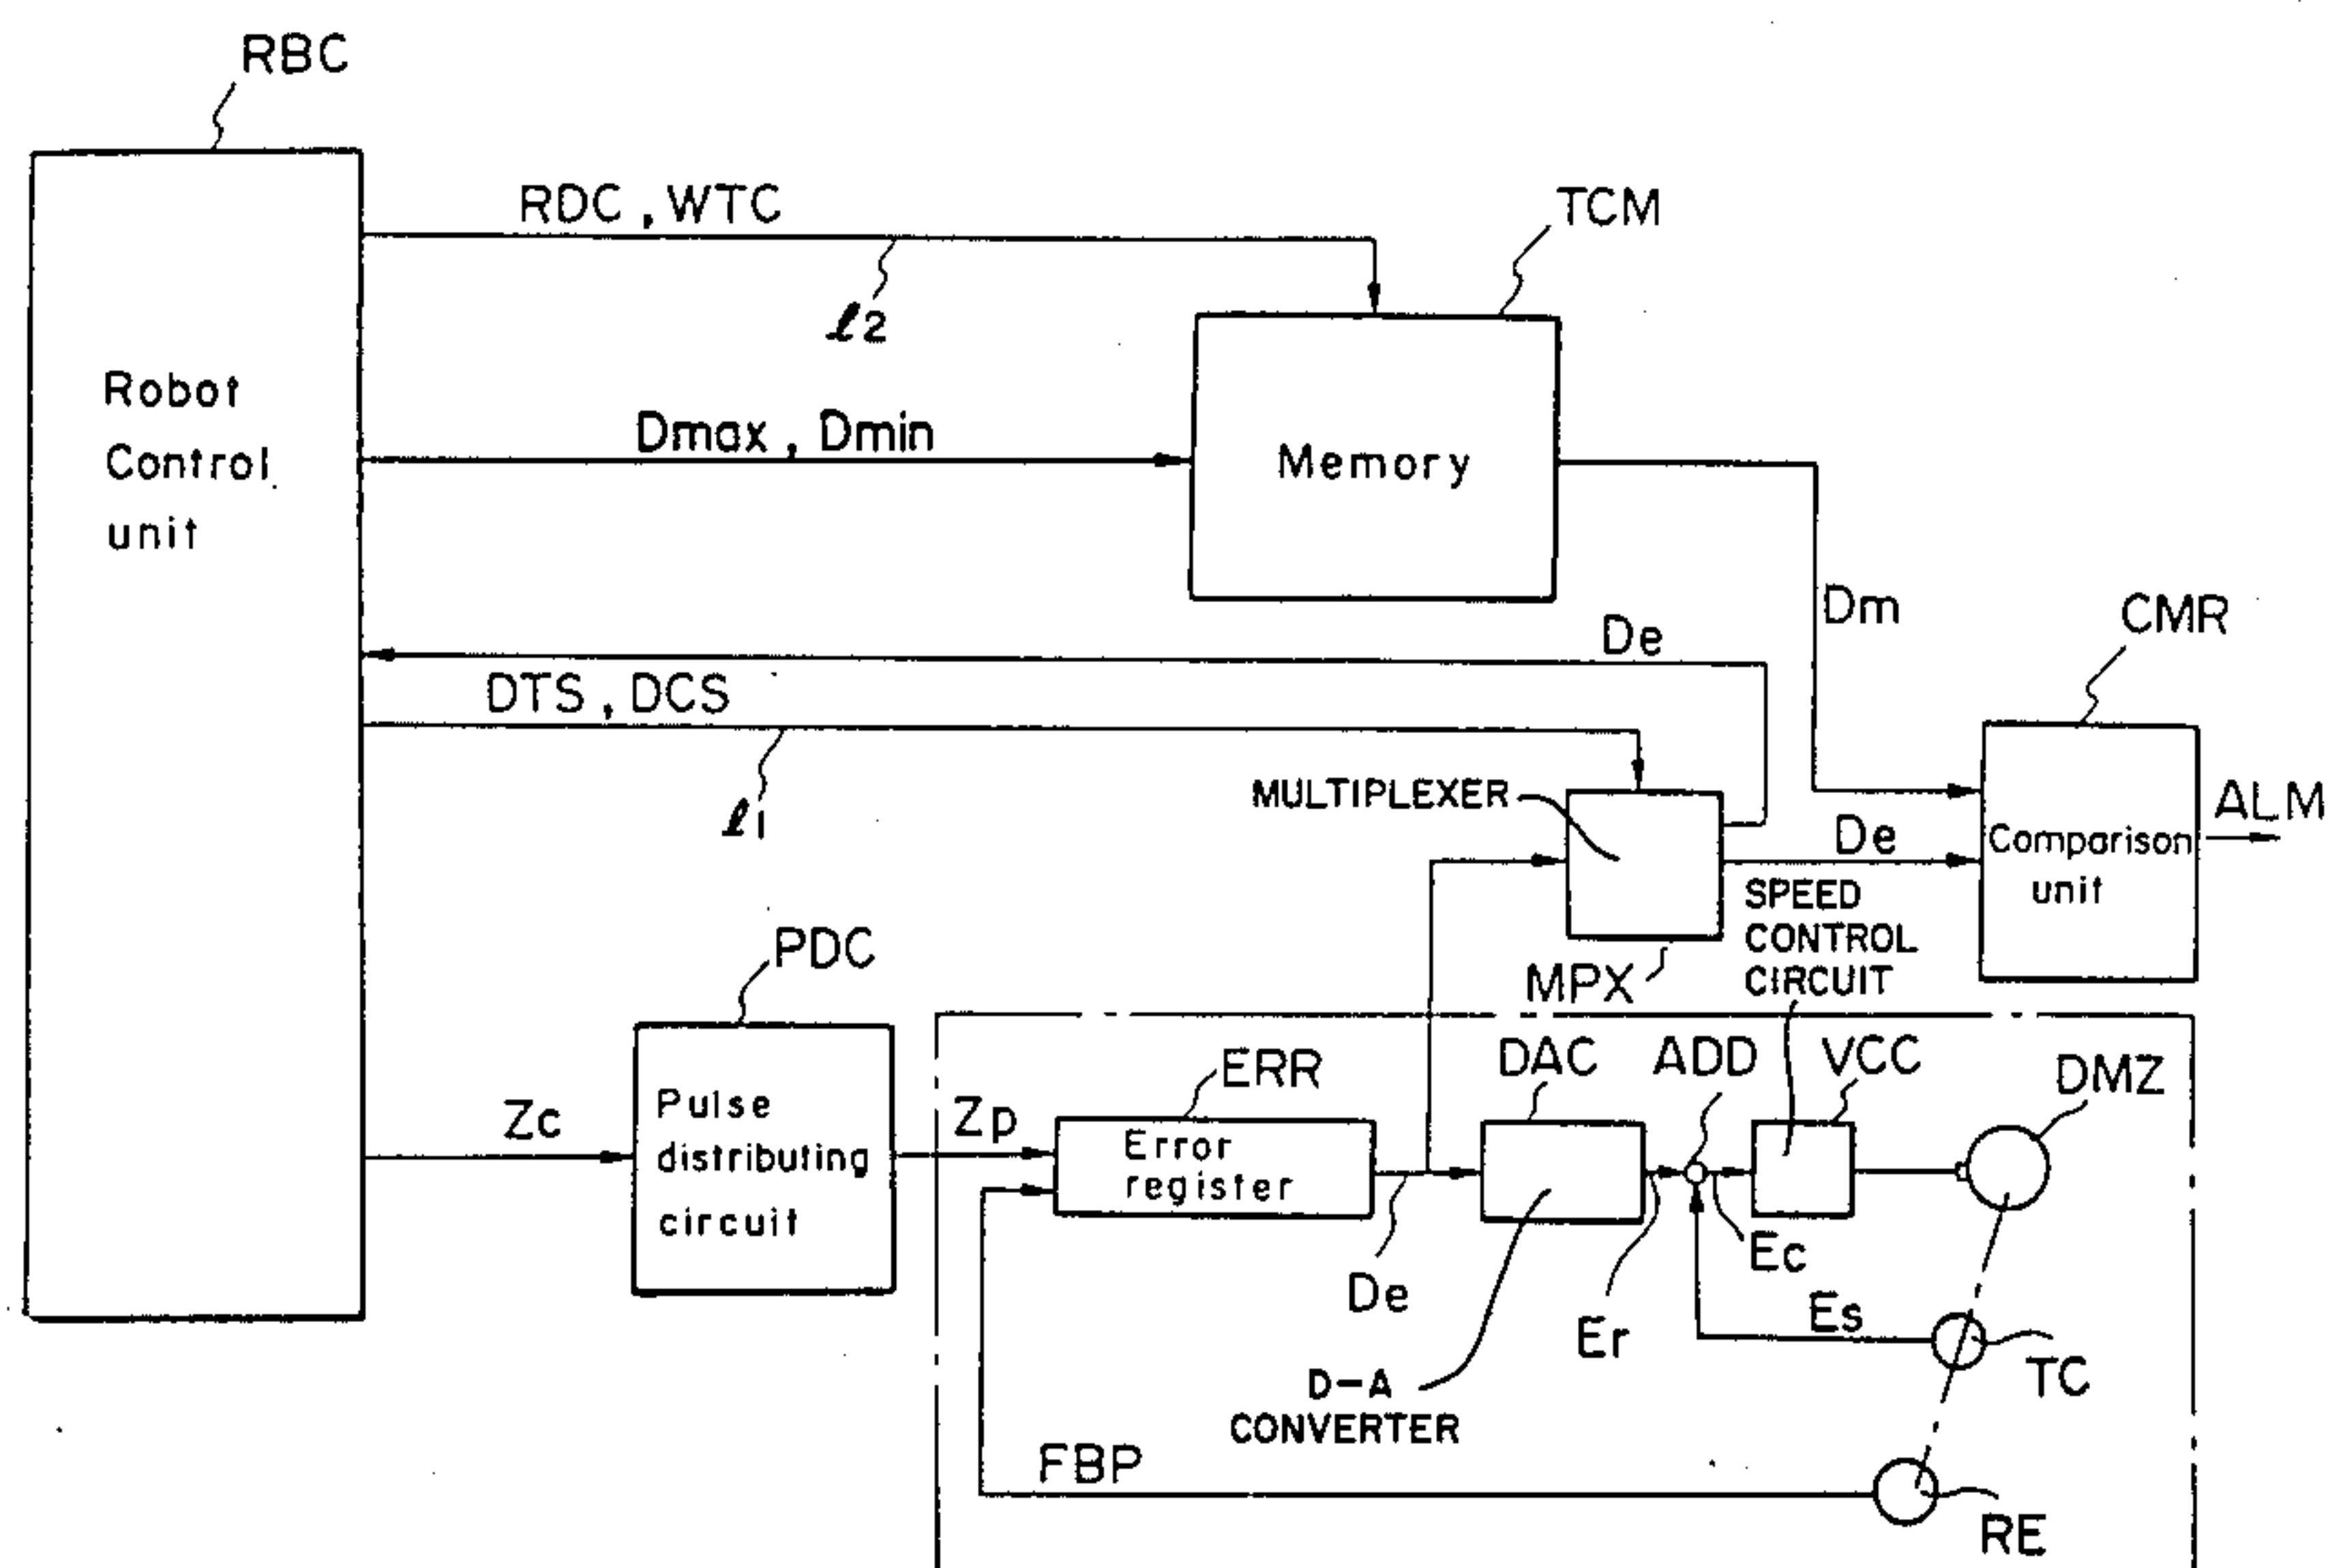 RBC
RDC, WTC
TCM
ℓ2
Robot
Control
unit
Dmax, Dmin
Memory
Dm
CMR
De
DTS, DCS
ℓ1
MULTIPLEXER
ALM
De
Comparison
unit
SPEED
CONTROL
CIRCUIT
MPX
PDC
ERR
DAC
ADD
VCC
DMZ
Zc
Pulse
distributing
circuit
Zp
Error
register
De
Er
Ec
Es
TC
D-A
CONVERTER
FBP
RE